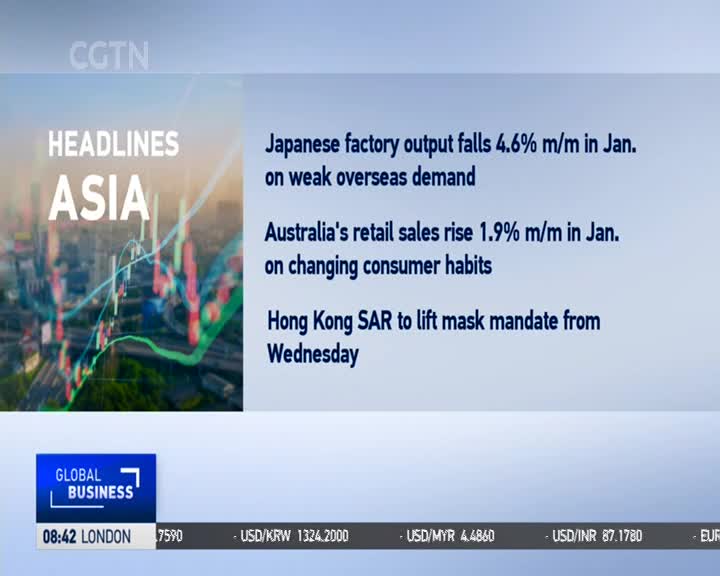 CGTN
HEADLINES
ASIA
Japanese factory output falls 4.6% m/m in Jan.
on weak overseas demand
Australia's retail sales rise 1.9% m/m in Jan.
on changing consumer habits
Hong Kong SAR to lift mask mandate from
Wednesday
GLOBAL
BUSINESS
08:42 LONDON
.7590 - USD/KRW 1324.2000 - USD/MYR 4.4860 - USD/INR 87.1780 - EUR